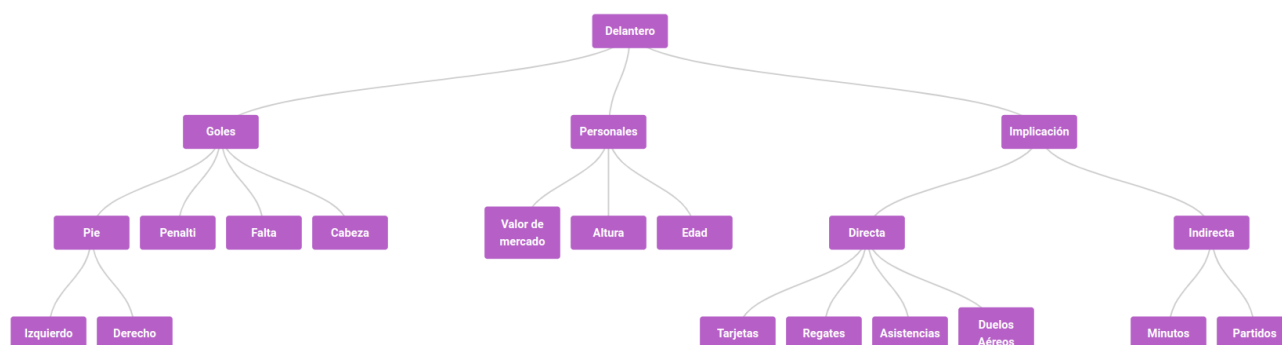 Delantero
Goles
Personales
Implicación
Pie
Penalti
Falta
Cabeza
Valor de
mercado
Altura
Edad
Directa
Indirecta
Izquierdo
Derecho
Tarjetas
Regates
Asistencias
Duelos
Aéreos
Minutos
Partidos